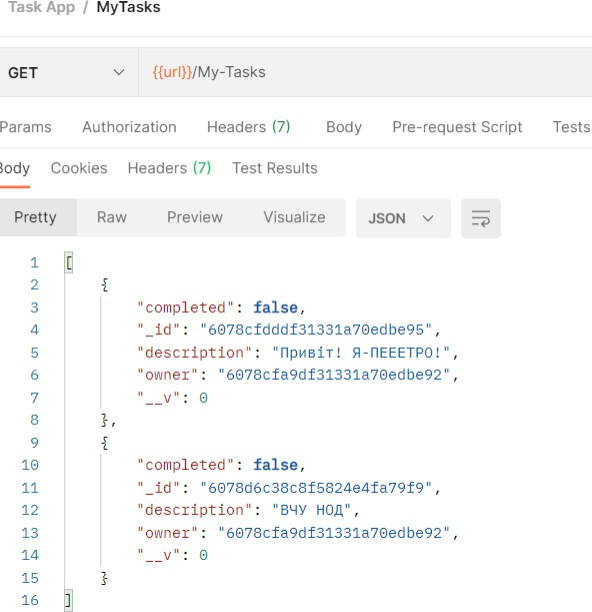 Task App / MyTasks
GET {{url}}/My-Tasks
Params Authorization Headers (7) Body Pre-request Script Tests
Body Cookies Headers (7) Test Results
Pretty Raw Preview Visualize JSON
1 [
2 {
3 "completed": false,
4 "_id": "6078cfdddf31331a70edbe95",
5 "description": "Привіт! Я-ПЕЕЕТРО!",
6 "owner": "6078cfa9df31331a70edbe92",
7 "__v": 0
8 },
9 {
10 "completed": false,
11 "_id": "6078d6c38c8f5824e4fa79f9",
12 "description": "ВЧУ НОД",
13 "owner": "6078cfa9df31331a70edbe92",
14 "__v": 0
15 }
16 ]